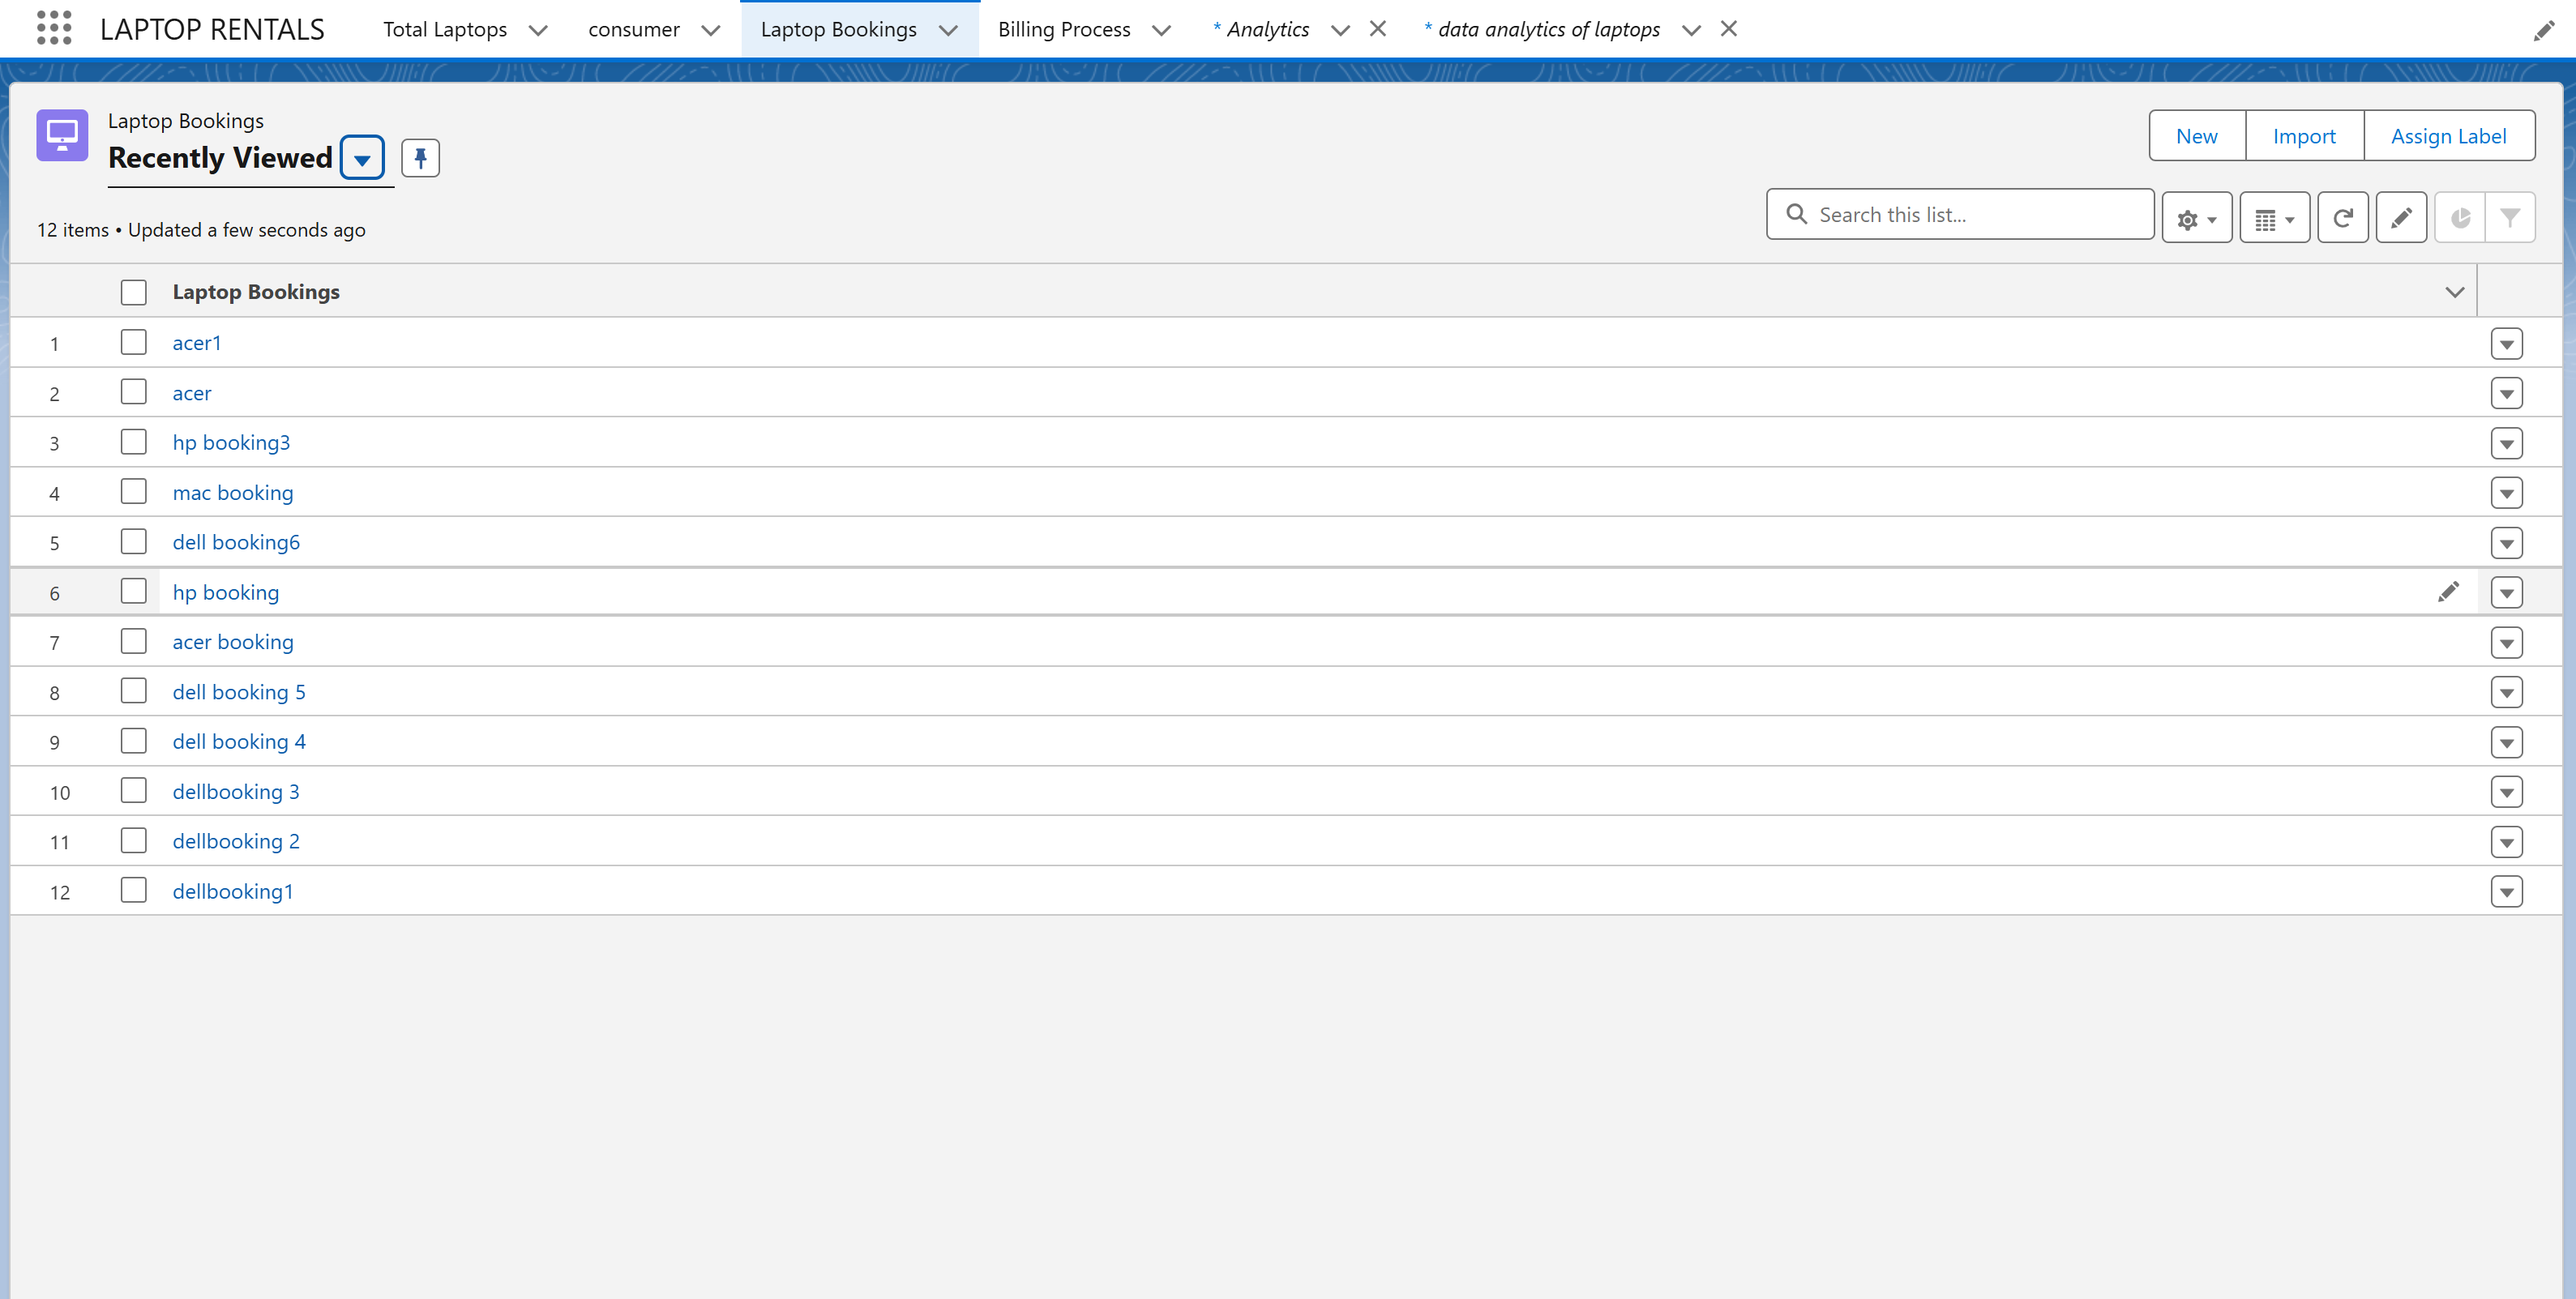 LAPTOP RENTALS Total Laptops consumer Laptop Bookings Billing Process * Analytics * data analytics of laptops
Laptop Bookings
Recently Viewed
New Import Assign Label
12 items • Updated a few seconds ago
Search this list...
Laptop Bookings
1 acer1
2 acer
3 hp booking3
4 mac booking
5 dell booking6
6 hp booking
7 acer booking
8 dell booking 5
9 dell booking 4
10 dellbooking 3
11 dellbooking 2
12 dellbooking1